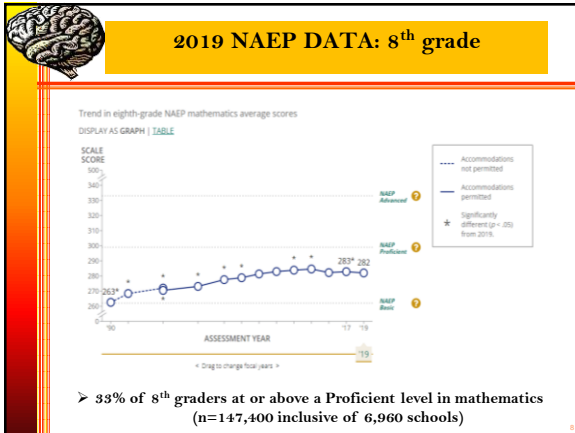 2019 NAEP DATA: 8th grade
Trend in eighth-grade NAEP mathematics average scores
DISPLAY AS GRAPH | TABLE
SCALE
SCORE
500
340
330
320
310
300
290
280
270
260
0
263*
*
*
*
*
*
*
*
*
283* 282
NAEP
Advanced ?
NAEP
Proficient ?
NAEP
Basic ?
'90
'17 '19
ASSESSMENT YEAR
'19
< Drag to change fiscal years >
Accommodations
not permitted
Accommodations
permitted
* Significantly
different (p < .05)
from 2019.
➢ 33% of 8th graders at or above a Proficient level in mathematics
(n=147,400 inclusive of 6,960 schools)
8